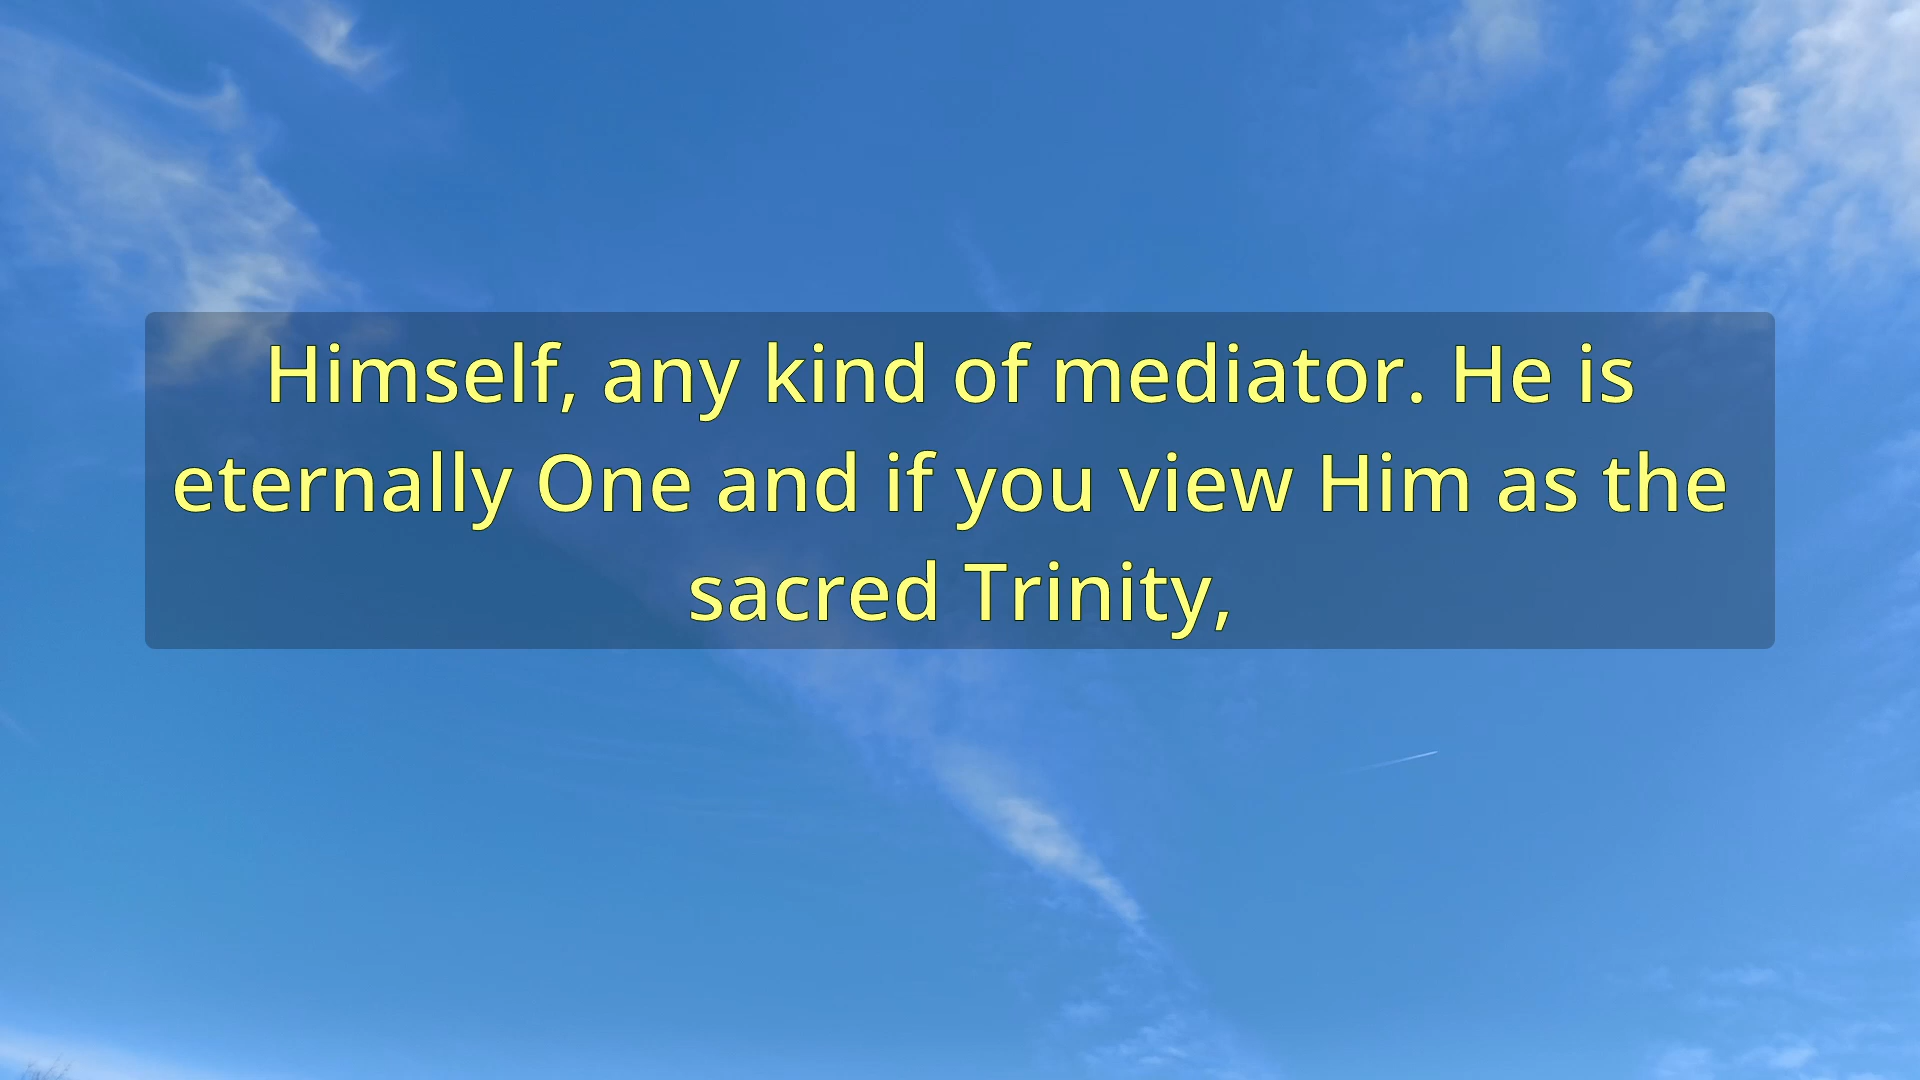 Himself, any kind of mediator. He is
eternally One and if you view Him as the
sacred Trinity,